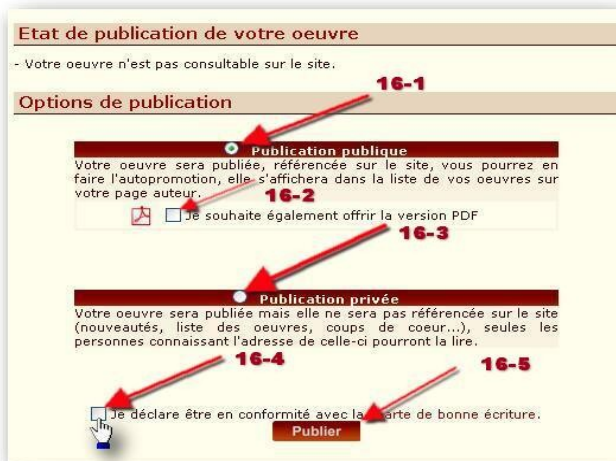 Etat de publication de votre oeuvre
- Votre oeuvre n'est pas consultable sur le site.
16-1
Options de publication
Publication publique
Votre oeuvre sera publiée, référencée sur le site, vous pourrez en
faire l'autopromotion, elle s'affichera dans la liste de vos oeuvres sur
votre page auteur.
16-2
Je souhaite également offrir la version PDF
16-3
Publication privée
Votre oeuvre sera publiée mais elle ne sera pas référencée sur le site
(nouveautés, liste des oeuvres, coups de coeur...), seules les
personnes connaissant l'adresse de celle-ci pourront la lire.
16-4
16-5
Je déclare être en conformité avec la charte de bonne écriture.
Publier